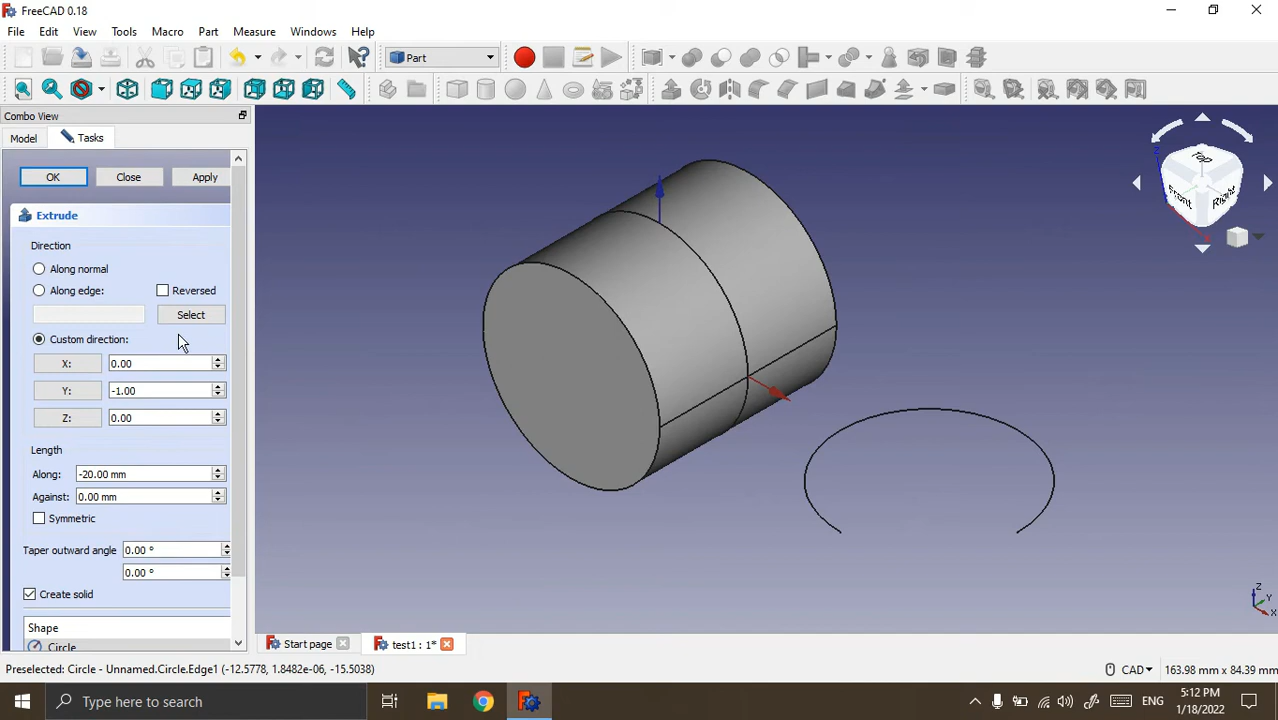 FreeCAD 0.18
File Edit View Tools Macro Part Measure Windows Help
Part
Combo View
Model Tasks
OK Close Apply
Extrude
Direction
Along normal
Along edge: Reversed
Select
Custom direction:
X: 0.00
Y: -1.00
Z: 0.00
Length
Along: -20.00 mm
Against: 0.00 mm
Symmetric
Taper outward angle 0.00 °
0.00 °
Create solid
Shape
Circle
Top
Front
Right
Z
Z
Y
X
Start page test1 : 1*
Preselected: Circle - Unnamed.Circle.Edge1 (-12.5778, 1.8482e-06, -15.5038)
CAD 163.98 mm x 84.39 mm
Type here to search
ENG
5:12 PM
1/18/2022